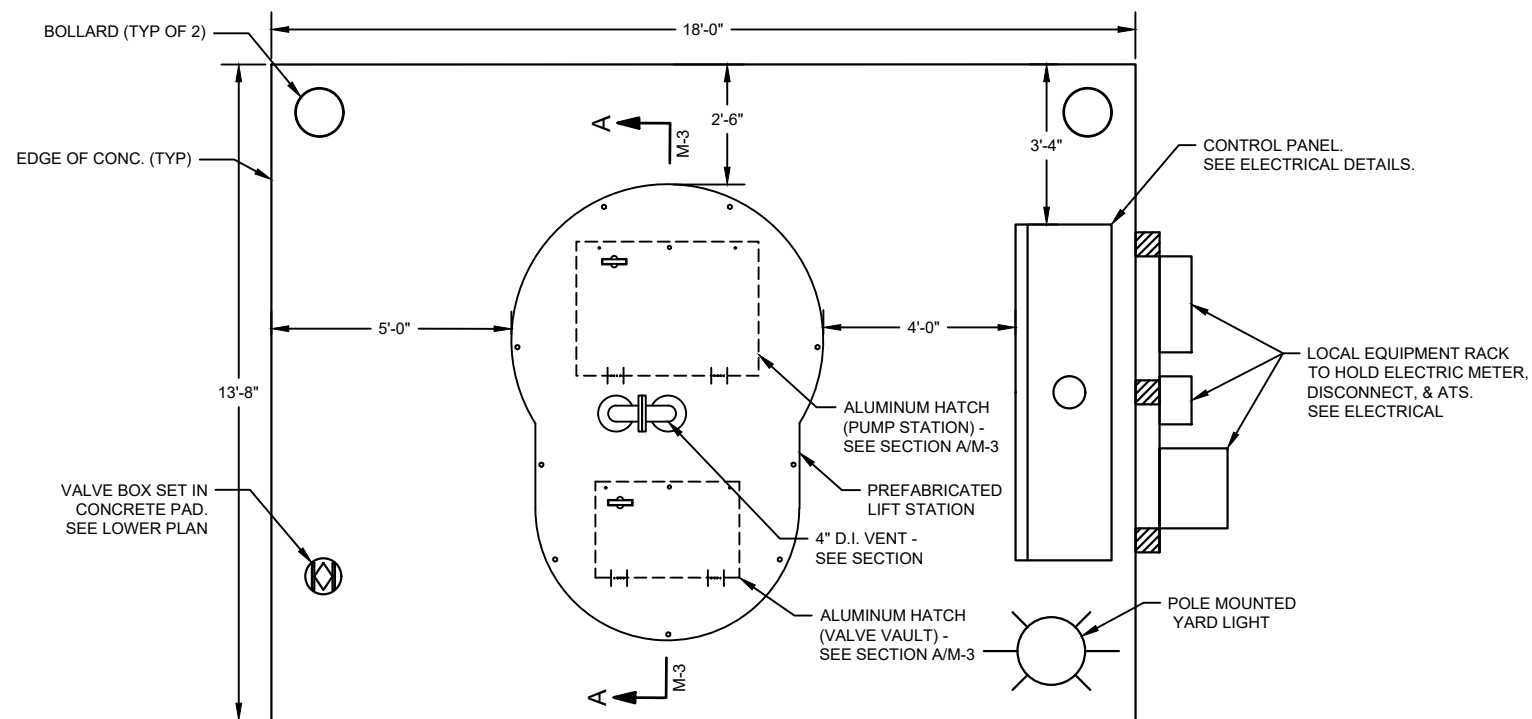 18'-0"
BOLLARD (TYP OF 2)
2'-6"
A
M-3
3'-4"
CONTROL PANEL.
SEE ELECTRICAL DETAILS.
EDGE OF CONC. (TYP)
5'-0"
4'-0"
13'-8"
LOCAL EQUIPMENT RACK
TO HOLD ELECTRIC METER,
DISCONNECT, & ATS.
SEE ELECTRICAL
ALUMINUM HATCH
(PUMP STATION) -
SEE SECTION A/M-3
VALVE BOX SET IN
CONCRETE PAD.
SEE LOWER PLAN
PREFABRICATED
LIFT STATION
4" D.I. VENT -
SEE SECTION
ALUMINUM HATCH
(VALVE VAULT) -
SEE SECTION A/M-3
POLE MOUNTED
YARD LIGHT
A
M-3